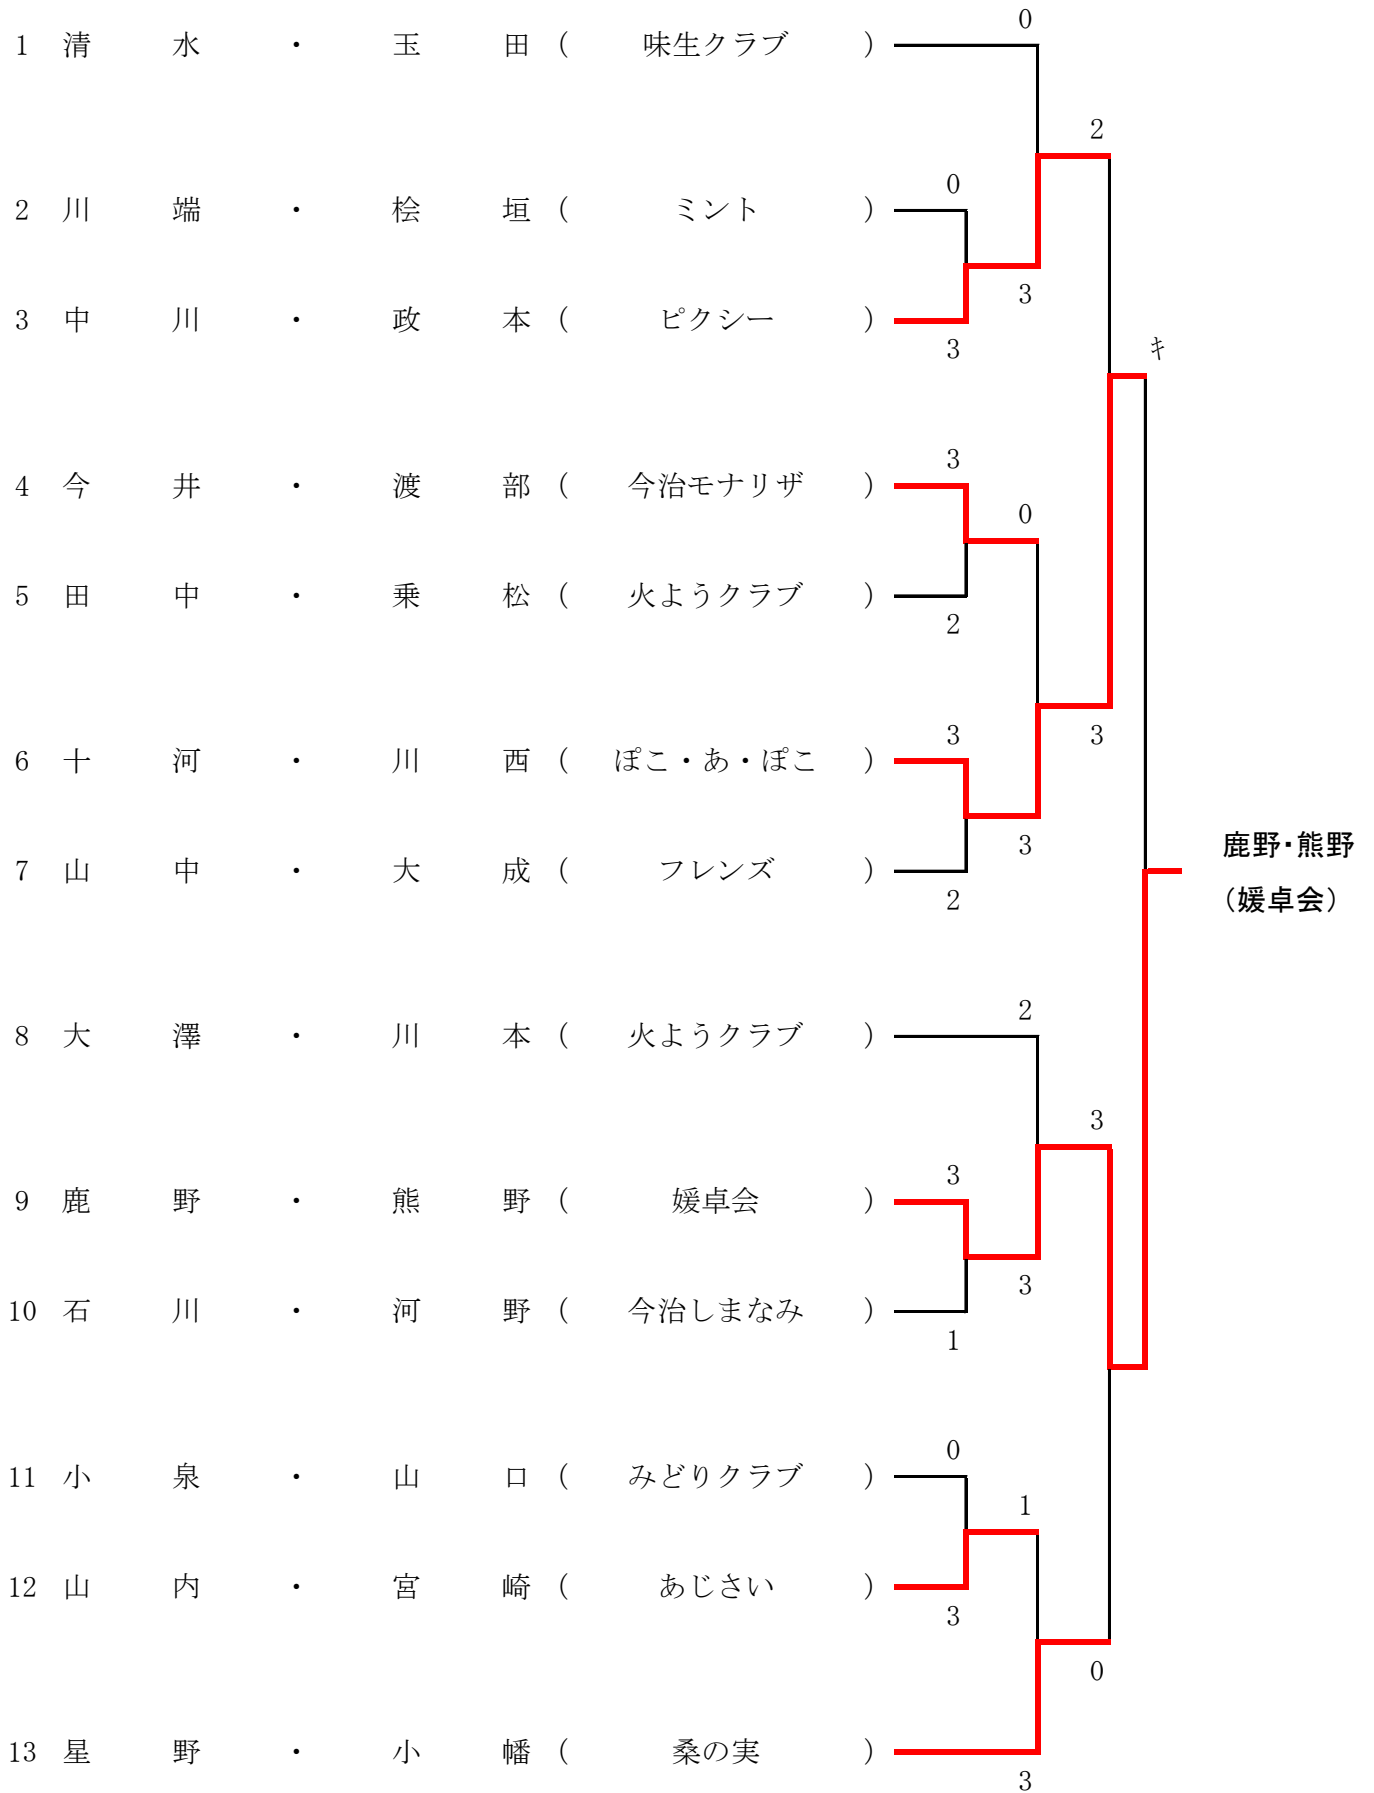 0
1 清 水 ・ 玉 田 ( 味生クラブ )
2
0
2 川 端 ・ 桧 垣 ( ミント )
3
3 中 川 ・ 政 本 ( ピクシー )
3
ｷ
3
4 今 井 ・ 渡 部 ( 今治モナリザ )
0
5 田 中 ・ 乗 松 ( 火ようクラブ )
2
3
3
6 十 河 ・ 川 西 ( ぽこ・あ・ぽこ )
3
鹿野・熊野
7 山 中 ・ 大 成 ( フレンズ )
2
（媛卓会）
2
8 大 澤 ・ 川 本 ( 火ようクラブ )
3
3
9 鹿 野 ・ 熊 野 ( 媛卓会 )
3
10 石 川 ・ 河 野 ( 今治しまなみ )
1
0
11 小 泉 ・ 山 口 ( みどりクラブ )
1
12 山 内 ・ 宮 崎 ( あじさい )
3
0
13 星 野 ・ 小 幡 ( 桑の実 )
3